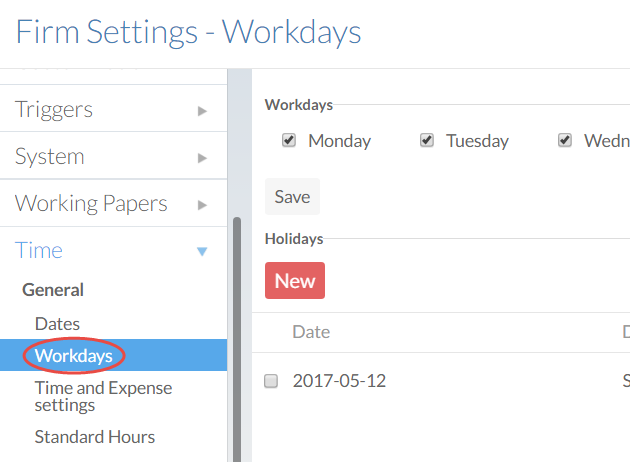 Firm Settings - Workdays
Triggers
System
Working Papers
Time
General
Dates
Workdays
Time and Expense
settings
Standard Hours
Workdays
Monday Tuesday Wedn
Save
Holidays
New
Date D
2017-05-12 S